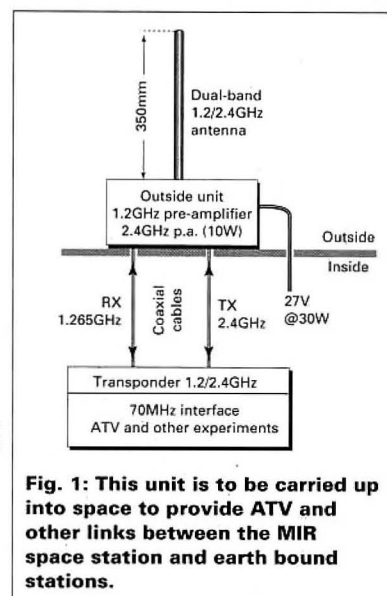 350mm
Dual-band
1.2/2.4GHz
antenna
Outside unit
1.2GHz pre-amplifier
2.4GHz p.a. (10W)
Outside
Inside
RX
1.265GHz
Coaxial
cables
TX
2.4GHz
27V
@30W
Transponder 1.2/2.4GHz
70MHz interface
ATV and other experiments
Fig. 1: This unit is to be carried up
into space to provide ATV and
other links between the MIR
space station and earth bound
stations.